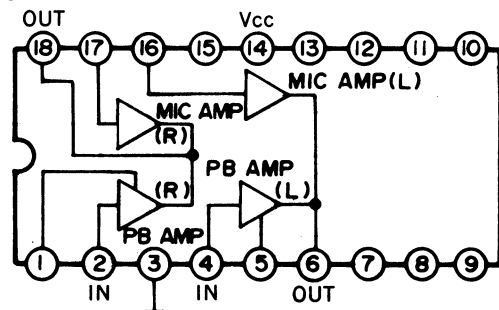 OUT Vcc
18 17 16 15 14 13 12 11 10
MIC AMP(L)
MIC AMP
(R)
PB AMP
(R) (L)
PB AMP
1 2 3 4 5 6 7 8 9
IN IN OUT